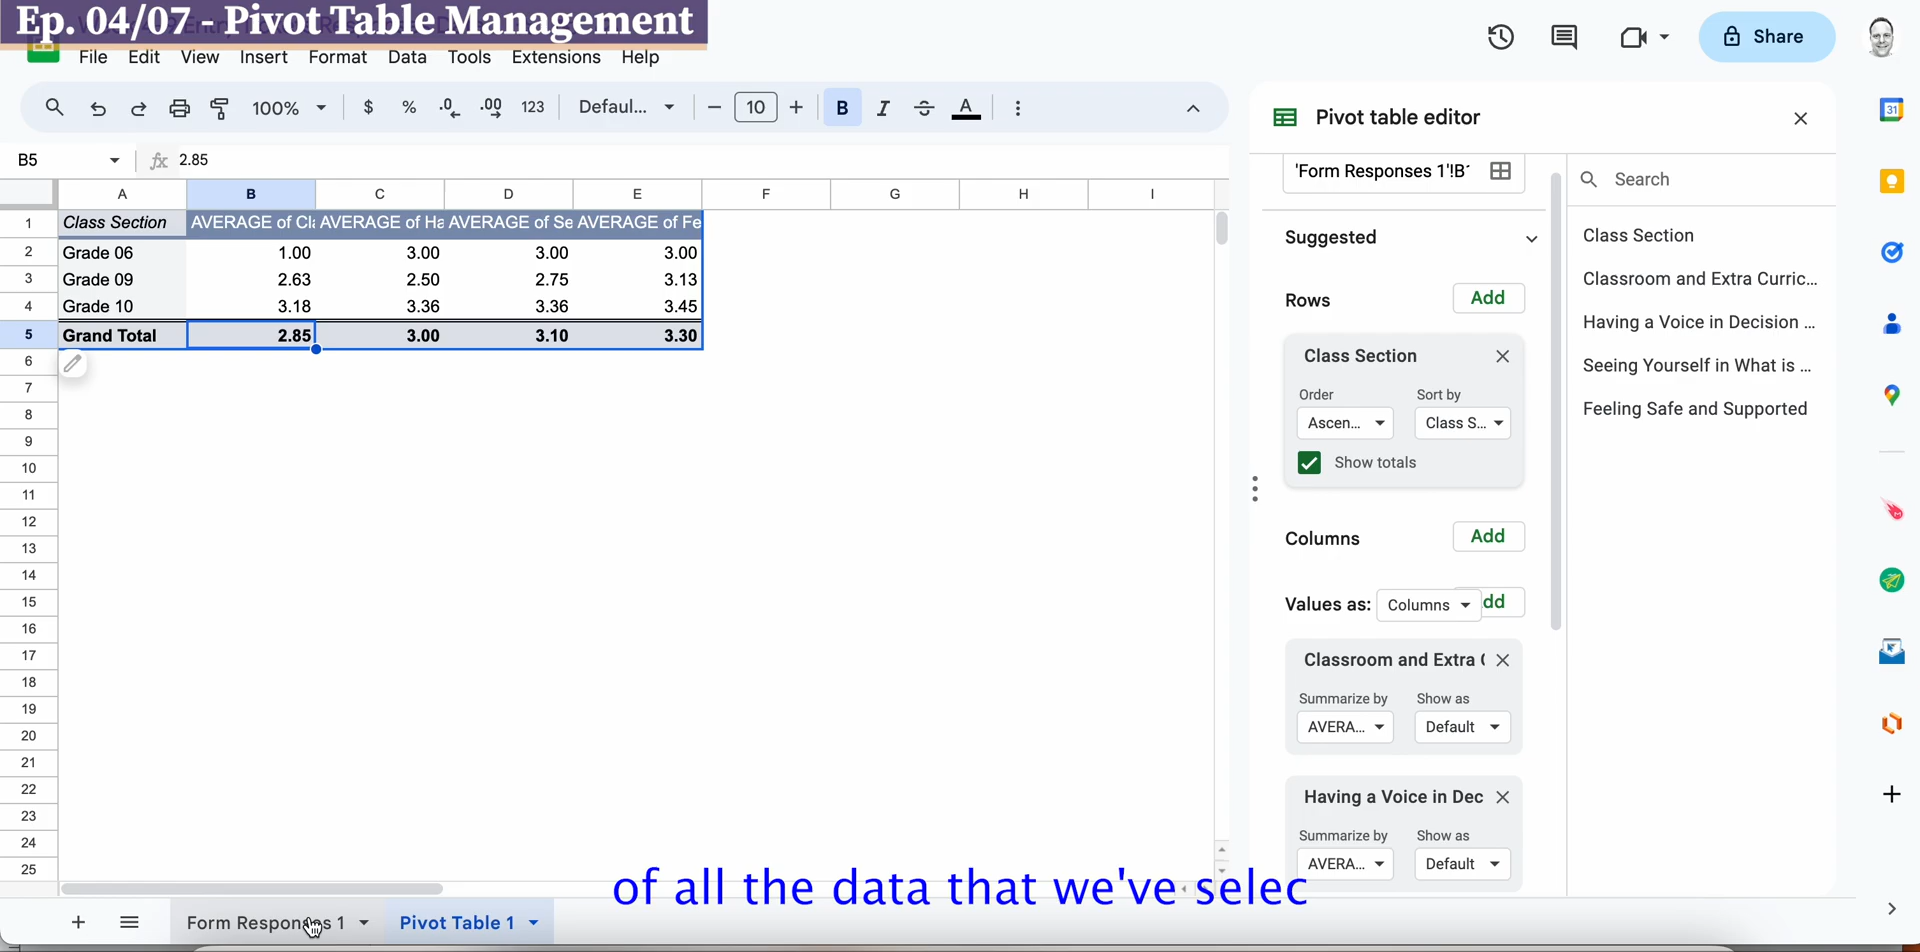 Ep. 04/07 - Pivot Table Management
File Edit View Insert Format Data Tools Extensions Help
Share
100% $ % .0 .00 123 Defaul... 10 B I A
B5 fx 2.85
A B C D E F G H I
1 Class Section AVERAGE of Cla AVERAGE of Ha AVERAGE of Se AVERAGE of Fe
2 Grade 06 1.00 3.00 3.00 3.00
3 Grade 09 2.63 2.50 2.75 3.13
4 Grade 10 3.18 3.36 3.36 3.45
5 Grand Total 2.85 3.00 3.10 3.30
6
7
8
9
10
11
12
13
14
15
16
17
18
19
20
21
22
23
24
25
Pivot table editor
'Form Responses 1'!B
Suggested
Rows Add
Class Section
Order Sort by
Ascen... Class S...
Show totals
Columns Add
Values as: Columns dd
Classroom and Extra
Summarize by Show as
AVERA... Default
Having a Voice in Dec
Summarize by Show as
AVERA... Default
Search
Class Section
Classroom and Extra Curric...
Having a Voice in Decision ...
Seeing Yourself in What is ...
Feeling Safe and Supported
31
of all the data that we've selec
Form Responses 1 Pivot Table 1